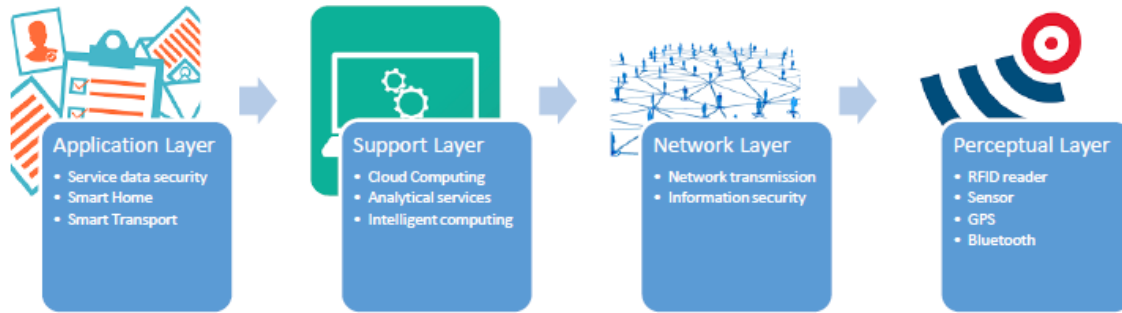 Application Layer
• Service data security
• Smart Home
• Smart Transport
Support Layer
• Cloud Computing
• Analytical services
• Intelligent computing
Network Layer
• Network transmission
• Information security
Perceptual Layer
• RFID reader
• Sensor
• GPS
• Bluetooth